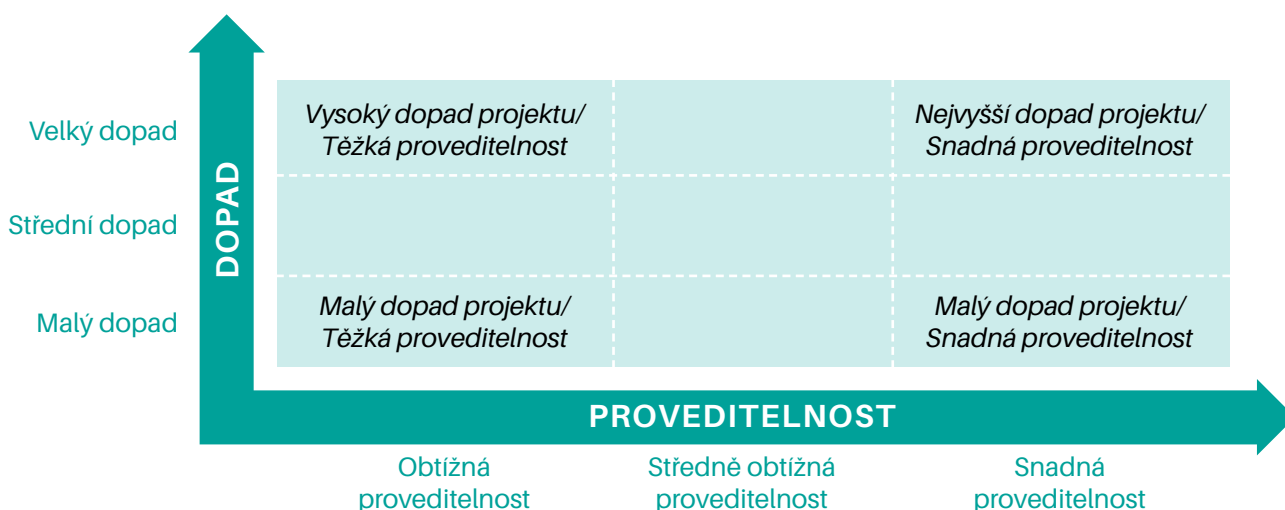 Velký dopad
Vysoký dopad projektu/
Těžká proveditelnost
Nejvyšší dopad projektu/
Snadná proveditelnost
DOPAD
Střední dopad
Malý dopad
Malý dopad projektu/
Těžká proveditelnost
Malý dopad projektu/
Snadná proveditelnost
PROVEDITELNOST
Obtížná
proveditelnost
Středně obtížná
proveditelnost
Snadná
proveditelnost